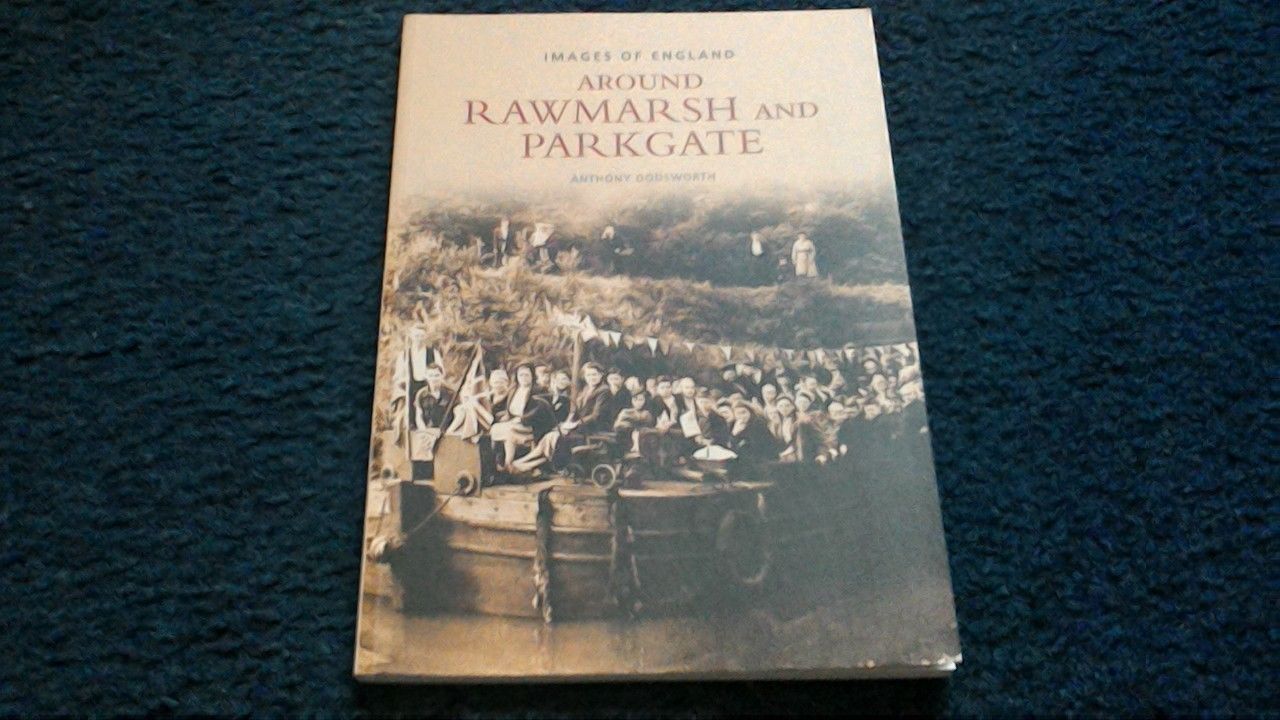 IMAGES OF ENGLAND
AROUND
RAWMARSH AND
PARKGATE
ANTHONY DODSWORTH